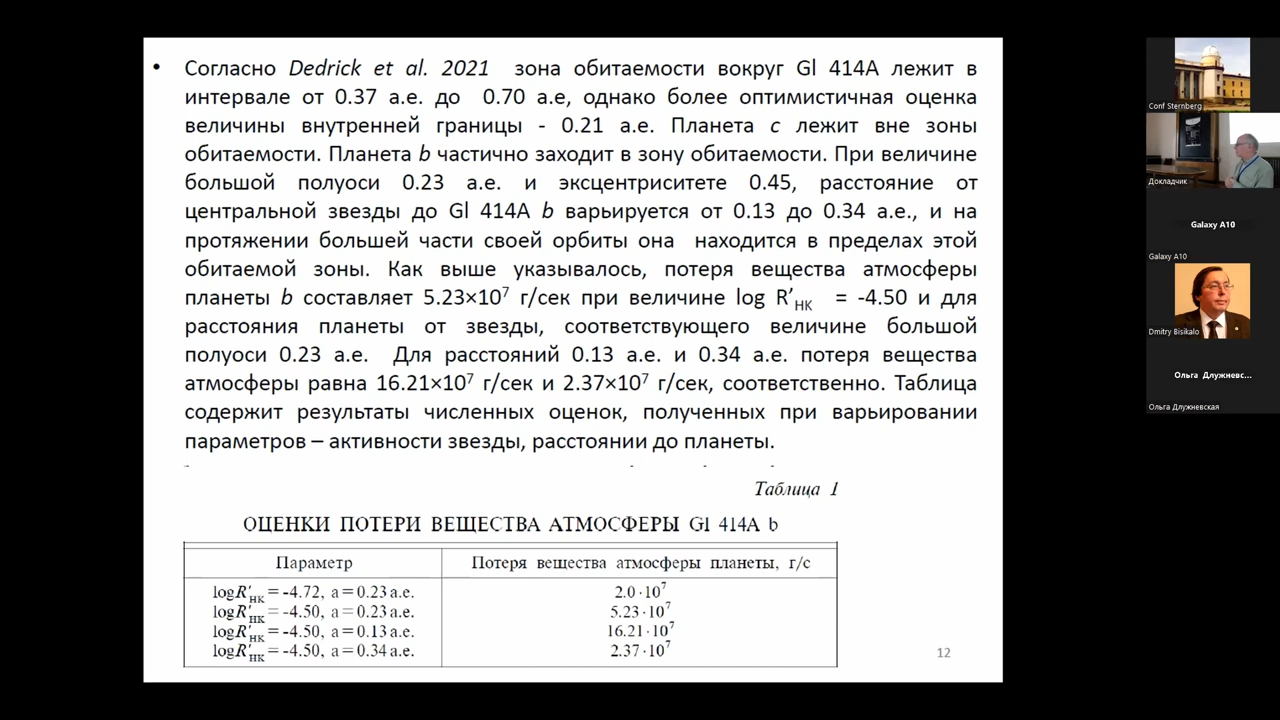 • Согласно Dedrick et al. 2021 зона обитаемости вокруг Gl 414A лежит в
интервале от 0.37 а.е. до 0.70 а.е, однако более оптимистичная оценка
величины внутренней границы - 0.21 а.е. Планета c лежит вне зоны
обитаемости. Планета b частично заходит в зону обитаемости. При величине
большой полуоси 0.23 а.е. и эксцентриситете 0.45, расстояние от
центральной звезды до Gl 414A b варьируется от 0.13 до 0.34 а.е., и на
протяжении большей части своей орбиты она находится в пределах этой
обитаемой зоны. Как выше указывалось, потеря вещества атмосферы
планеты b составляет 5.23×10⁷ г/сек при величине log R’HK = -4.50 и для
расстояния планеты от звезды, соответствующего величине большой
полуоси 0.23 а.е. Для расстояний 0.13 а.е. и 0.34 а.е. потеря вещества
атмосферы равна 16.21×10⁷ г/сек и 2.37×10⁷ г/сек, соответственно. Таблица
содержит результаты численных оценок, полученных при варьировании
параметров – активности звезды, расстоянии до планеты.
Таблица 1
ОЦЕНКИ ПОТЕРИ ВЕЩЕСТВА АТМОСФЕРЫ Gl 414A b
Параметр Потеря вещества атмосферы планеты, г/с
logR′HK = -4.72, a = 0.23 а.е. 2.0·10⁷
logR′HK = -4.50, a = 0.23 а.е. 5.23·10⁷
logR′HK = -4.50, a = 0.13 а.е. 16.21·10⁷
logR′HK = -4.50, a = 0.34 а.е. 2.37·10⁷
12
Conf Sternberg
Докладчик
Galaxy A10
Galaxy A10
Dmitry Bisikalo
Ольга Длужневс...
Ольга Длужневская